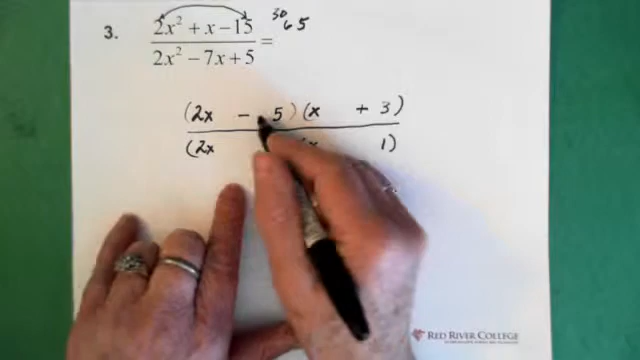 3. 2x² + x − 15 =
2x² − 7x + 5
30
6 5
(2x − 5)(x + 3)
(2x
1)
RED RIVER COLLEGE